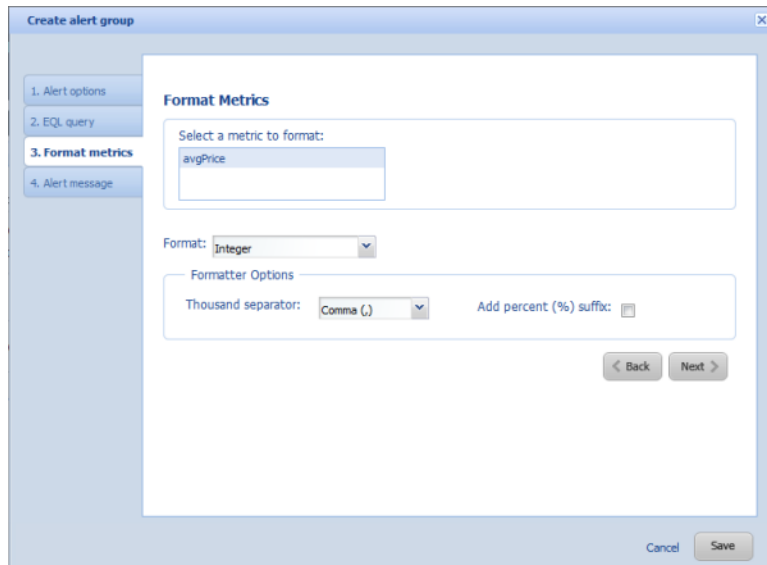 Create alert group
1. Alert options
2. EQL query
3. Format metrics
4. Alert message
Format Metrics
Select a metric to format:
avgPrice
Format: Integer
Formatter Options
Thousand separator: Comma (,) Add percent (%) suffix:
Back Next
Cancel Save